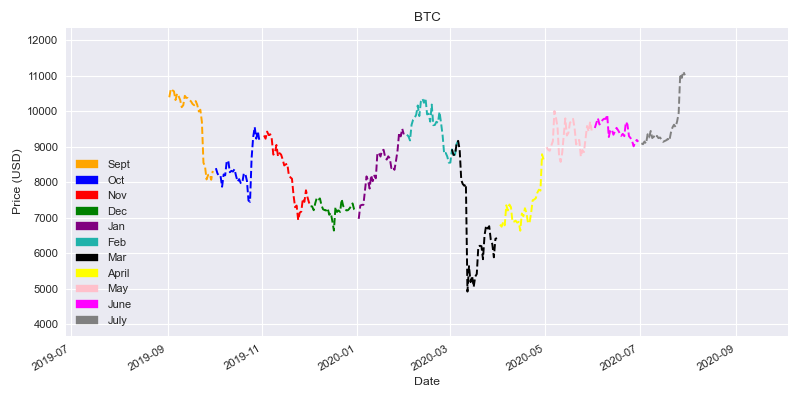 BTC
12000
11000
10000
9000
8000
7000
6000
5000
4000
Price (USD)
Sept
Oct
Nov
Dec
Jan
Feb
Mar
April
May
June
July
2019-07
2019-09
2019-11
2020-01
2020-03
2020-05
2020-07
2020-09
Date